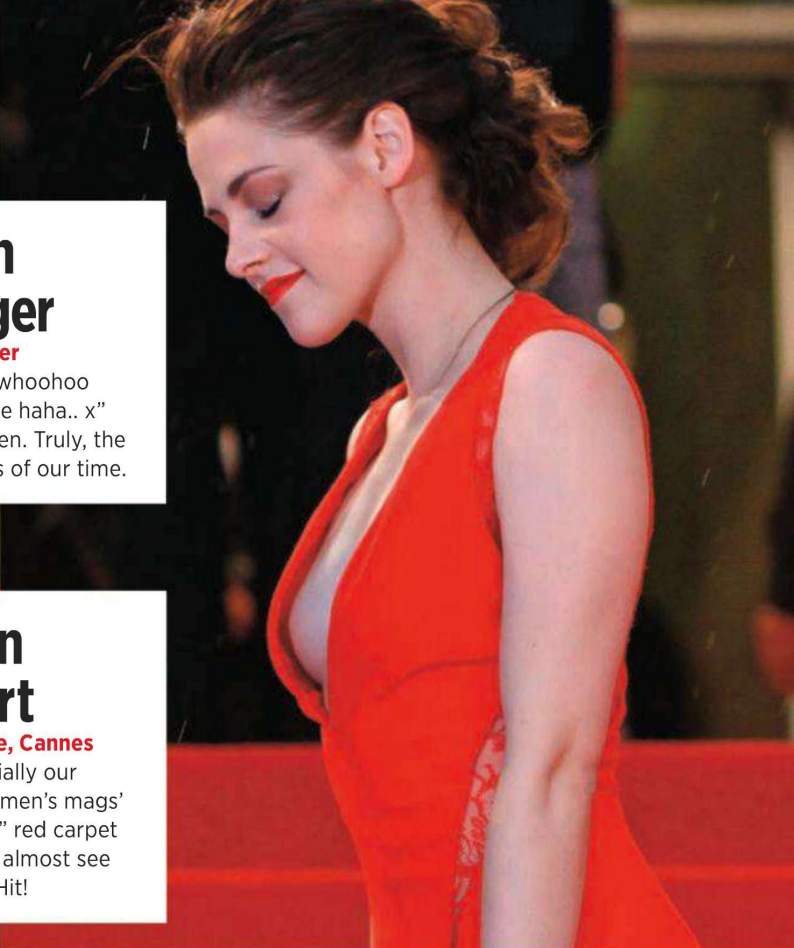 n
ger
er
whoohoo
e haha.. x”
en. Truly, the
s of our time.
n
rt
e, Cannes
ially our
men’s mags’
” red carpet
almost see
Hit!